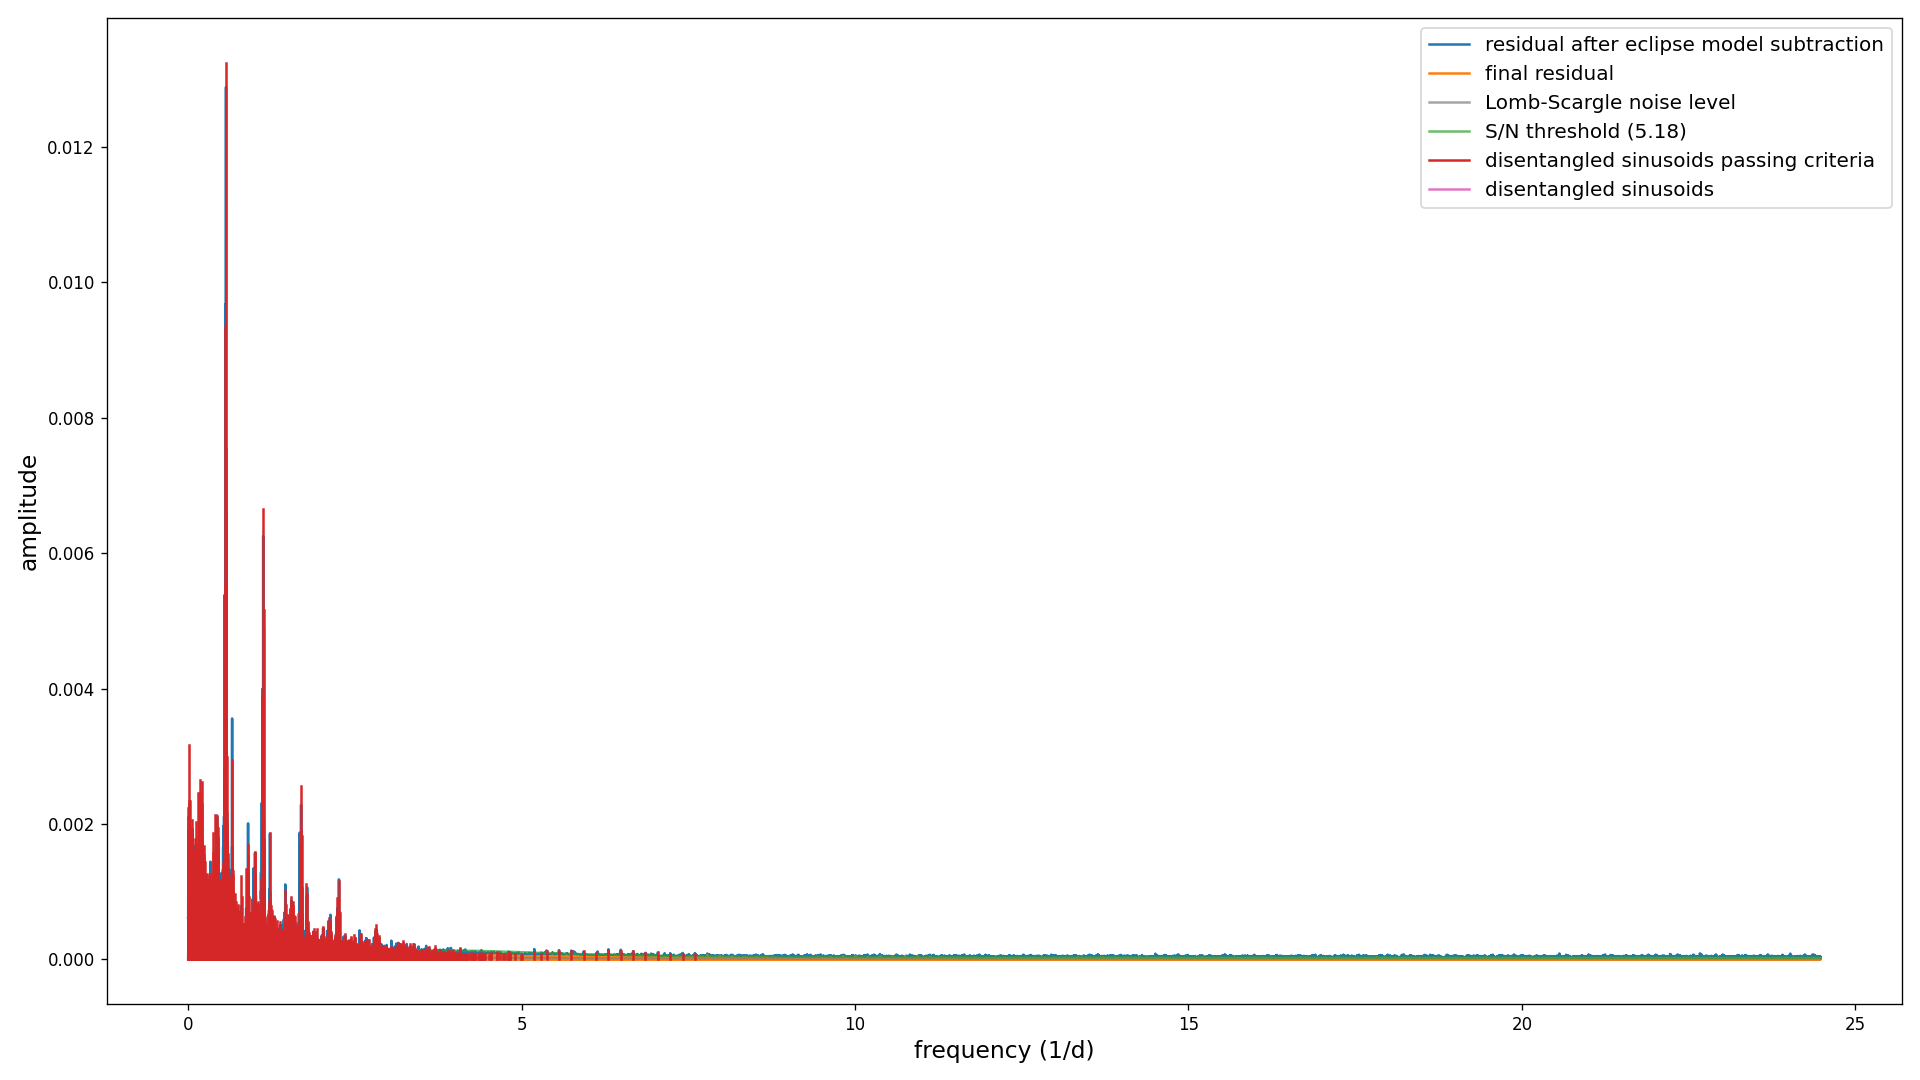 residual after eclipse model subtraction
final residual
Lomb-Scargle noise level
S/N threshold (5.18)
disentangled sinusoids passing criteria
disentangled sinusoids
0.012
0.010
0.008
0.006
0.004
0.002
0.000
amplitude
0 5 10 15 20 25
frequency (1/d)